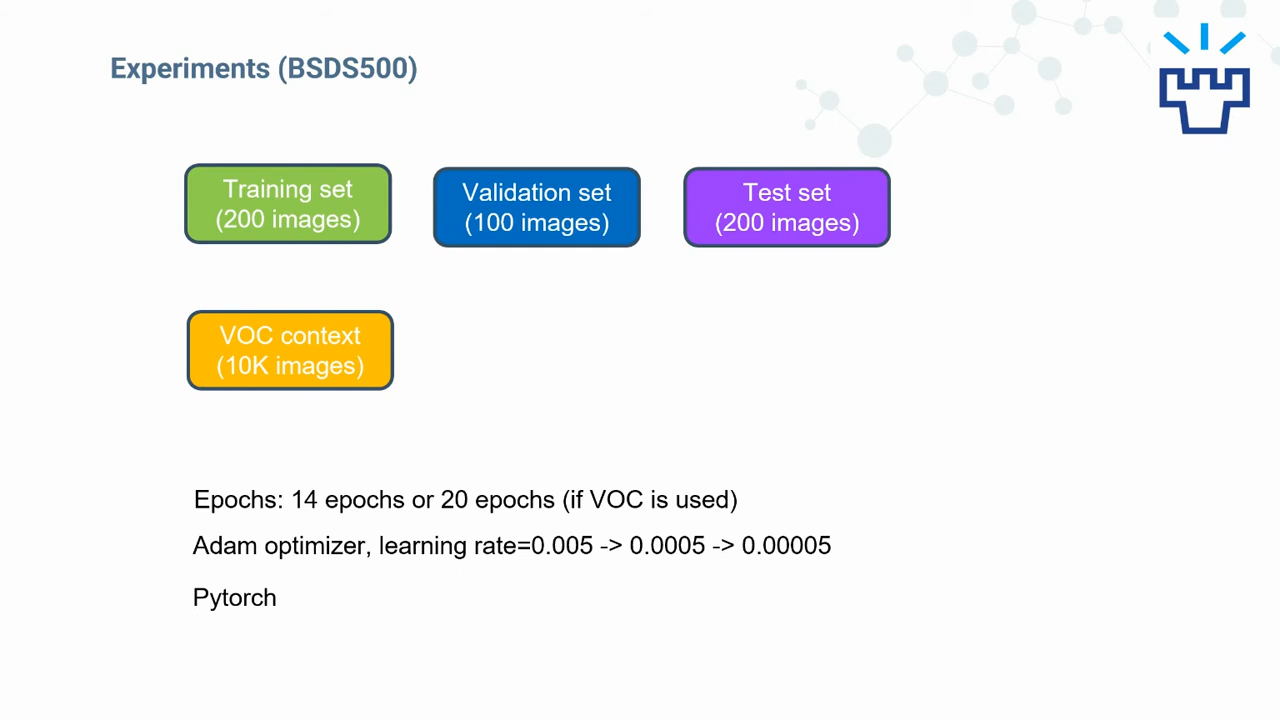 Experiments (BSDS500)
Training set
(200 images)
Validation set
(100 images)
Test set
(200 images)
VOC context
(10K images)
Epochs: 14 epochs or 20 epochs (if VOC is used)
Adam optimizer, learning rate=0.005 -> 0.0005 -> 0.00005
Pytorch